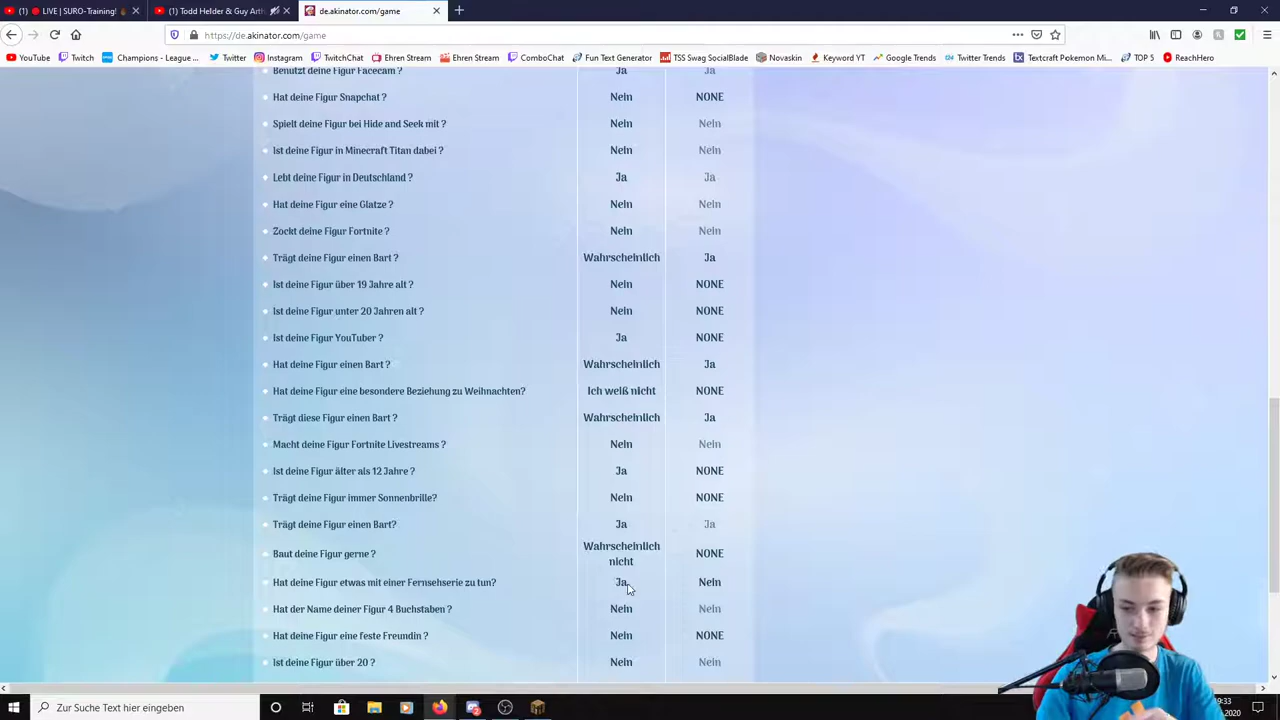 (1) 🔴 LIVE | SURO-Training!
(1) Todd Helder & Guy Arth
de.akinator.com/game
https://de.akinator.com/game
YouTube Twitch Champions - League ... Twitter Instagram Ehren Stream Ehren Stream ComboChat Fun Text Generator TSS Swag SocialBlade Novaskin Keyword YT Google Trends Twitter Trends Textcraft Pokemon Mi... TOP 5 ReachHero
Benutzt deine Figur Facecam ? Ja Ja
Hat deine Figur Snapchat ? Nein NONE
Spielt deine Figur bei Hide and Seek mit ? Nein Nein
Ist deine Figur in Minecraft Titan dabei ? Nein Nein
Lebt deine Figur in Deutschland ? Ja Ja
Hat deine Figur eine Glatze ? Nein Nein
Zockt deine Figur Fortnite ? Nein Nein
Trägt deine Figur einen Bart ? Wahrscheinlich Ja
Ist deine Figur über 19 Jahre alt ? Nein NONE
Ist deine Figur unter 20 Jahren alt ? Nein NONE
Ist deine Figur YouTuber ? Ja NONE
Hat deine Figur einen Bart ? Wahrscheinlich Ja
Hat deine Figur eine besondere Beziehung zu Weihnachten? Ich weiß nicht NONE
Trägt diese Figur einen Bart ? Wahrscheinlich Ja
Macht deine Figur Fortnite Livestreams ? Nein Nein
Ist deine Figur älter als 12 Jahre ? Ja NONE
Trägt deine Figur immer Sonnenbrille? Nein NONE
Trägt deine Figur einen Bart? Ja Ja
Baut deine Figur gerne ? Wahrscheinlich nicht NONE
Hat deine Figur etwas mit einer Fernsehserie zu tun? Ja Nein
Hat der Name deiner Figur 4 Buchstaben ? Nein Nein
Hat deine Figur eine feste Freundin ? Nein NONE
Ist deine Figur über 20 ? Nein Nein
Zur Suche Text hier eingeben
:33
.2020